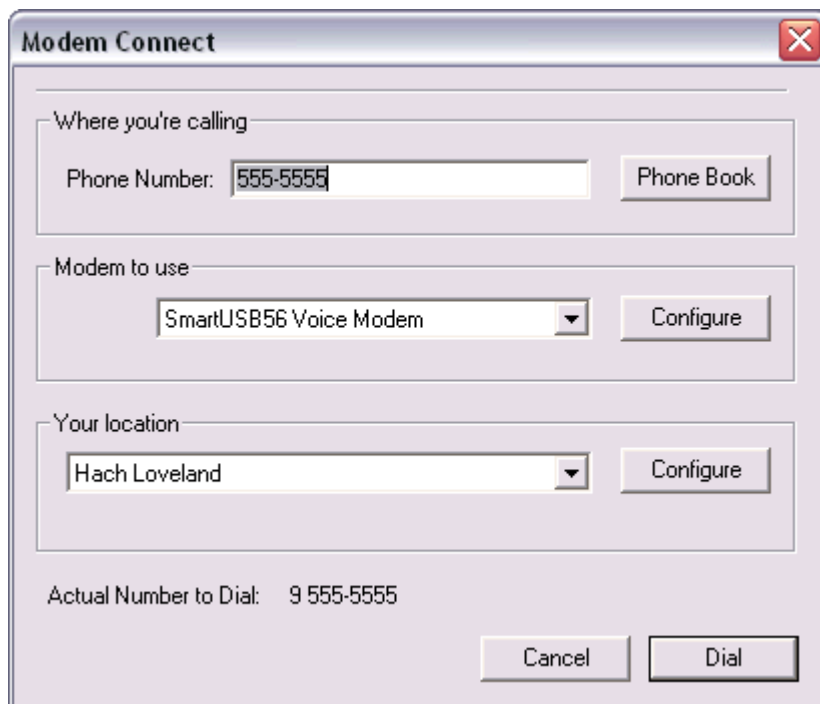 Modem Connect
Where you're calling
Phone Number: 555-5555 Phone Book
Modem to use
SmartUSB56 Voice Modem Configure
Your location
Hach Loveland Configure
Actual Number to Dial: 9 555-5555
Cancel Dial